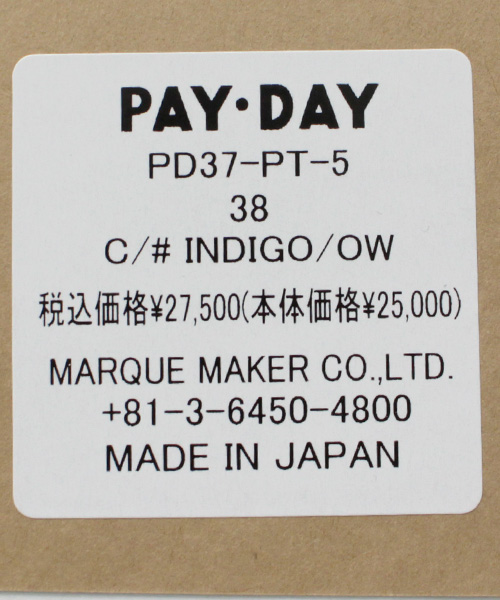 PAY·DAY
PD37-PT-5
38
C/# INDIGO/OW
税込価格¥27,500(本体価格¥25,000)
MARQUE MAKER CO.,LTD.
+81-3-6450-4800
MADE IN JAPAN